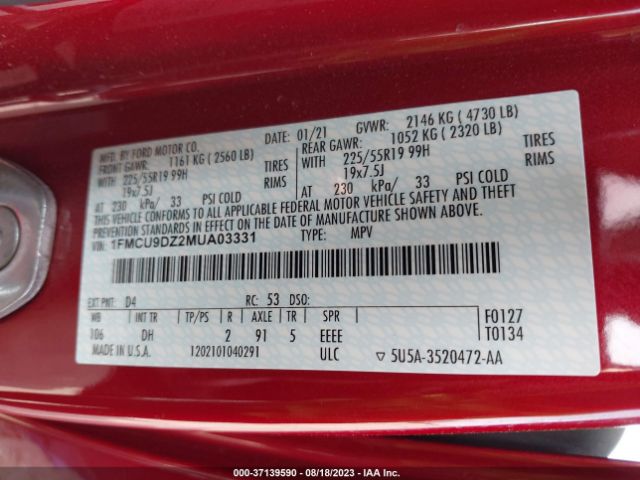 MFD. BY FORD MOTOR CO. DATE: 01/21 GVWR: 2146 KG ( 4730 LB)
FRONT GAWR: 1161 KG ( 2560 LB) REAR GAWR: 1052 KG ( 2320 LB)
WITH 225/55R19 99H TIRES WITH 225/55R19 99H TIRES
19x7.5J 19x7.5J
AT 230 kPa/ 33 PSI COLD AT 230 kPa/ 33 PSI COLD
THIS VEHICLE CONFORMS TO ALL APPLICABLE FEDERAL MOTOR VEHICLE SAFETY AND THEFT
PREVENTION STANDARDS IN EFFECT ON THE DATE OF MANUFACTURE SHOWN ABOVE.
VIN: 1FMCU9DZ2MUA03331 TYPE: MPV
EXT PNT: D4 RC: 53 DSO:
WB INT TR TP/PS R AXLE TR SPR F0127
106 DH 2 91 5 EEEE T0134
MADE IN U.S.A. 1202101040291 ULC 5U5A-3520472-AA
000-37139590 - 08/18/2023 - IAA Inc.